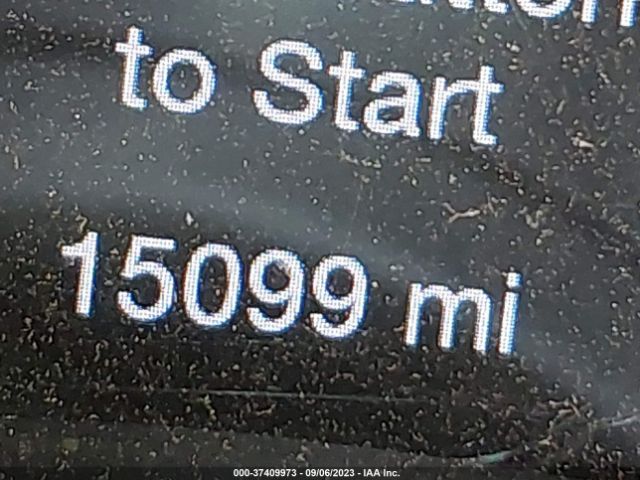 to Start
15099 mi
000-37409973 - 09/06/2023 - IAA Inc.